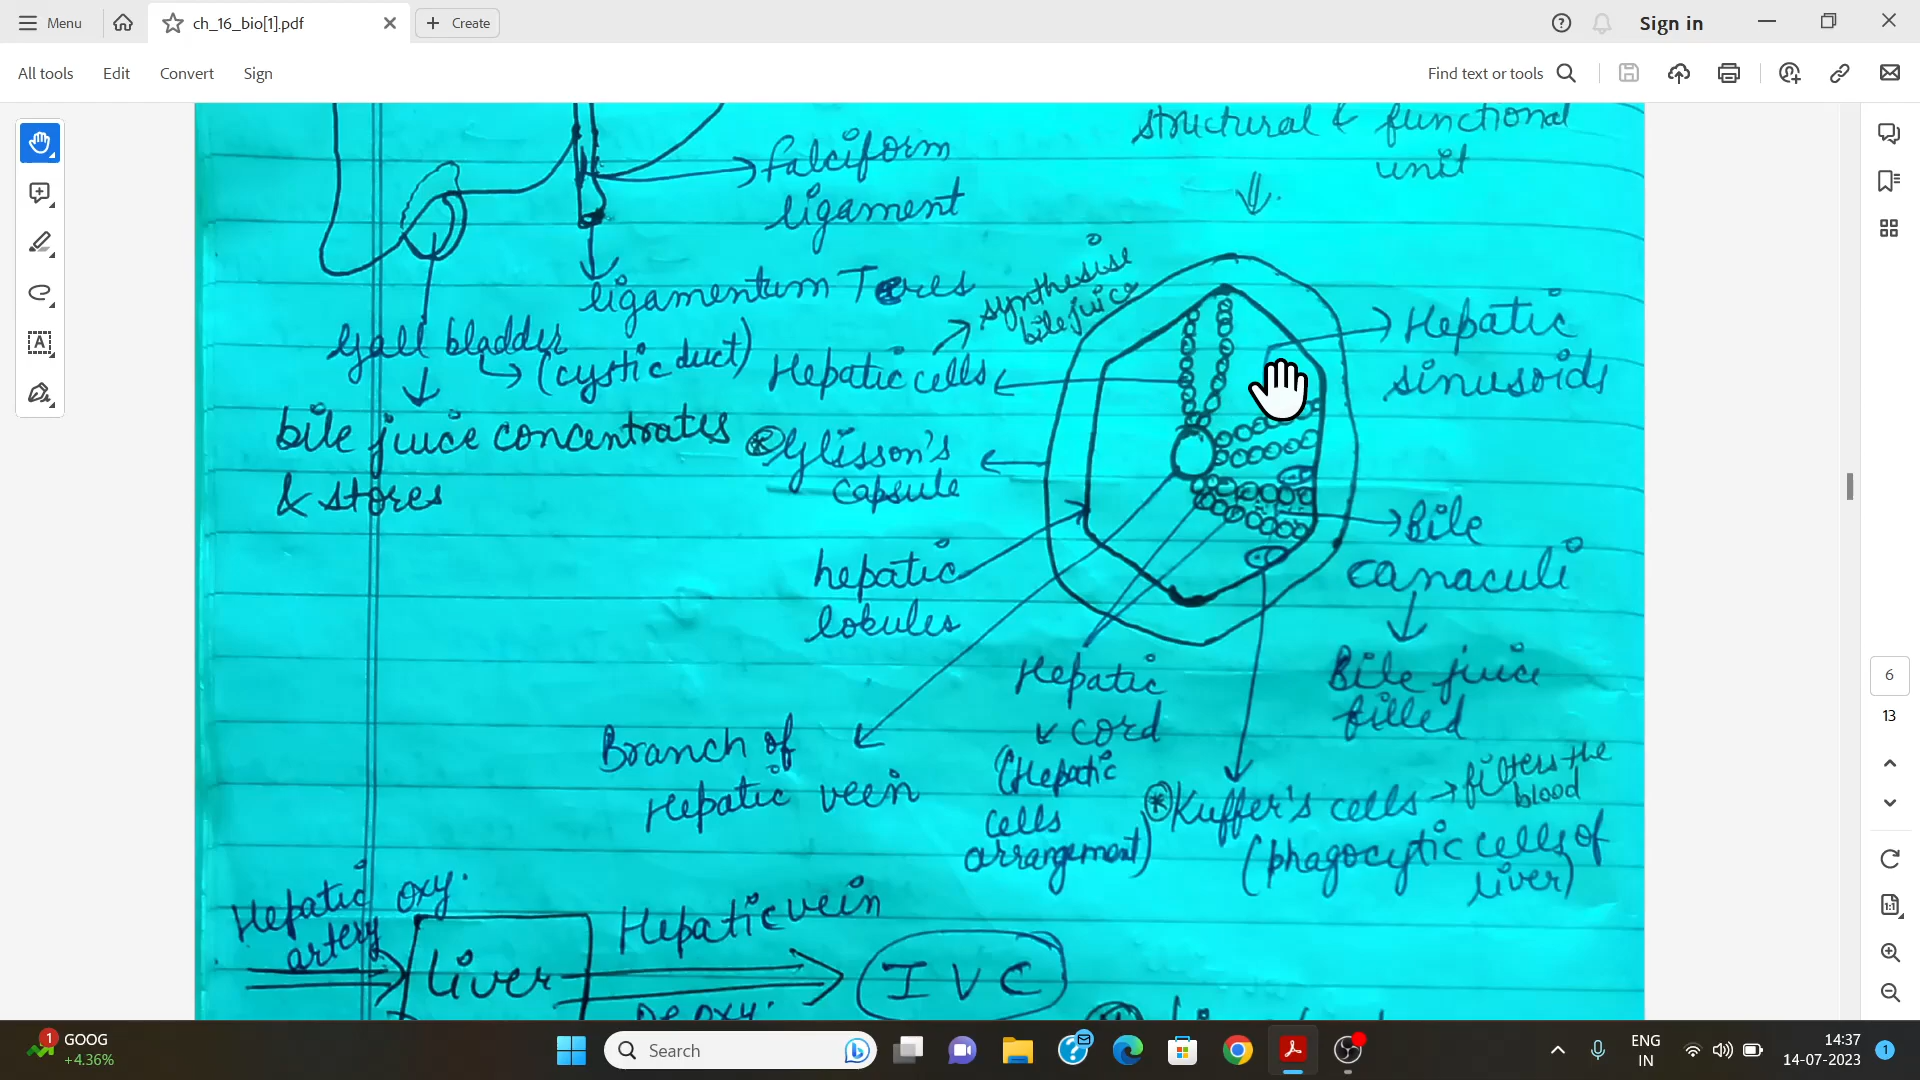 Menu
ch_16_bio[1].pdf
Create
Sign in
All tools
Edit
Convert
Sign
Find text or tools
structural & functional
unit
Falciform
ligament
ligamentum Teres
synthesise
bile juice
Gall bladder
(cystic duct)
Hepatic cells
Hepatic
sinusoids
bile juice concentrates
& stores
Glisson's
capsule
Bile
canaculi
hepatic
lobules
Bile juice
filled
Hepatic
cord
(Hepatic
cells
arrangement)
Branch of
Hepatic vein
Kuffer's cells
filters the
blood
(phagocytic cells of
liver)
Hepatic
artery
oxy.
Liver
Hepatic vein
I V C
6
13
1:1
1
GOOG
+4.36%
Search
ENG
IN
14:37
14-07-2023
1